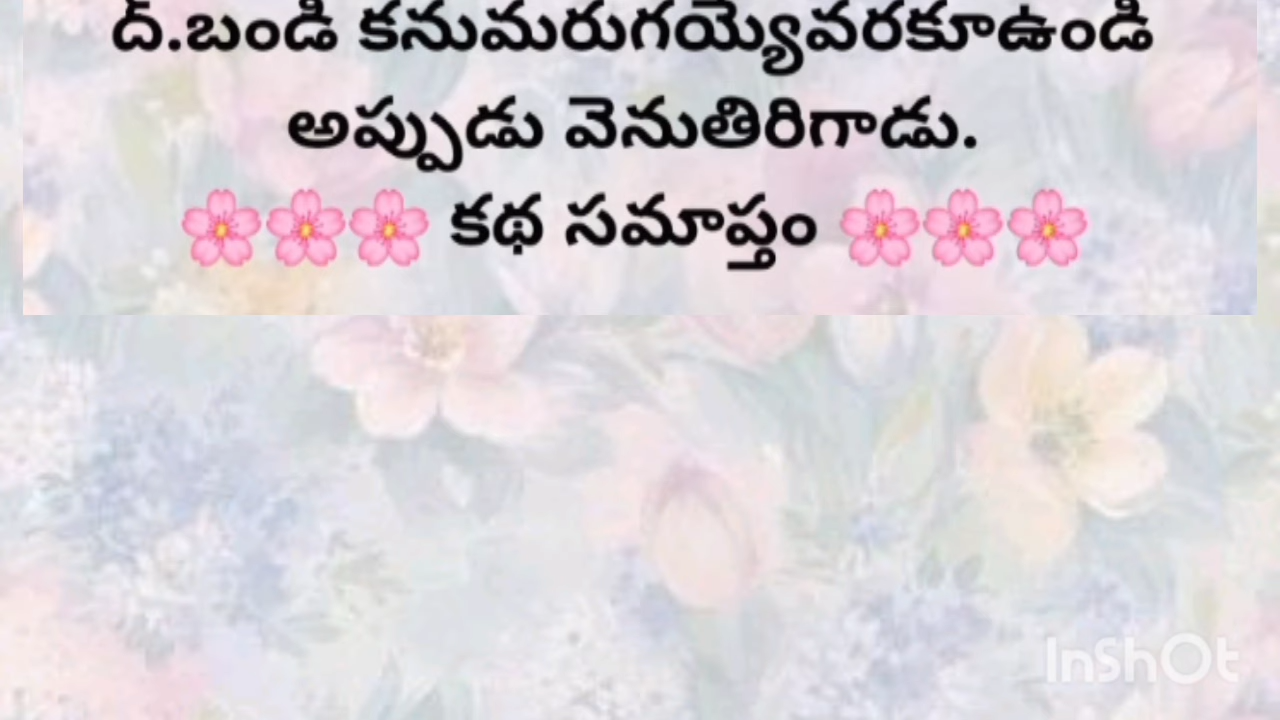 ద్.బండి కనుమరుగయ్యేవరకూఉండి
అప్పుడు వెనుతిరిగాడు.
🌸🌸🌸 కథ సమాప్తం 🌸🌸🌸
InShOt